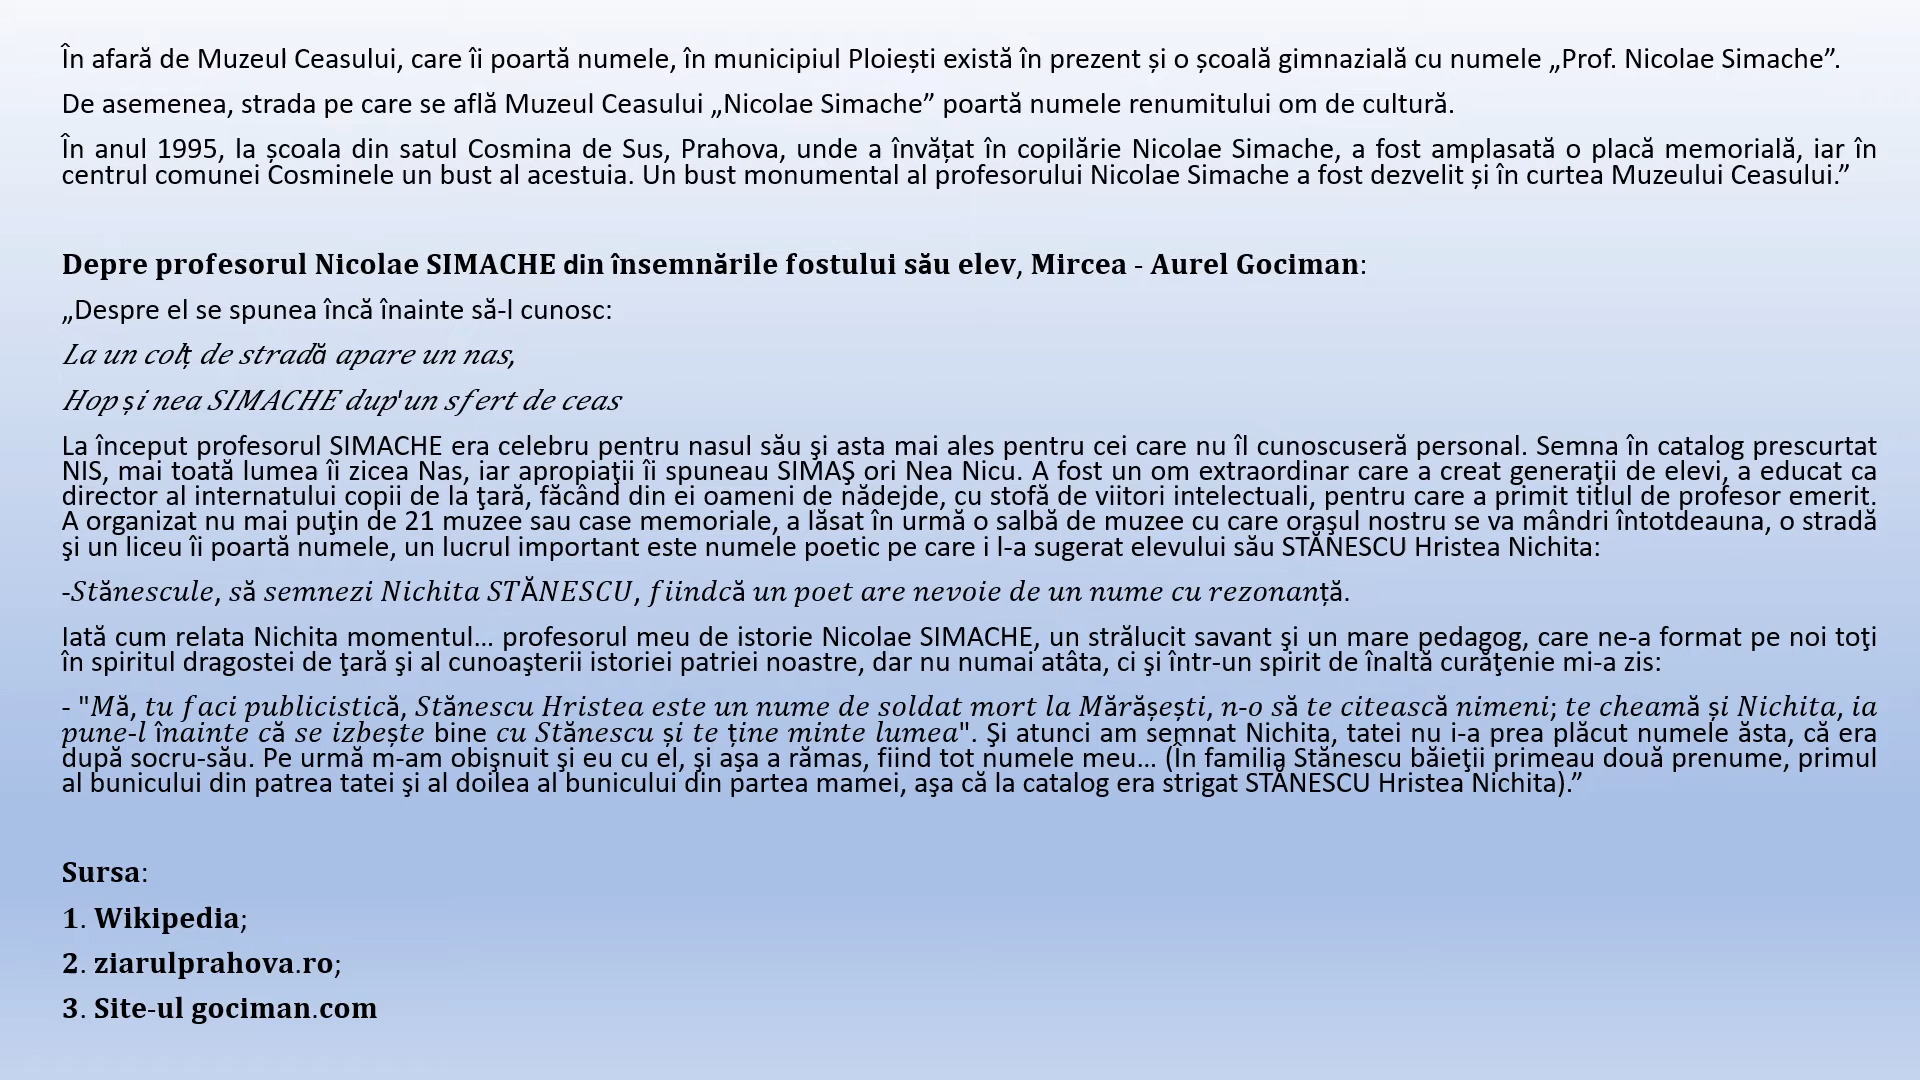 În afară de Muzeul Ceasului, care îi poartă numele, în municipiul Ploiești există în prezent și o școală gimnazială cu numele „Prof. Nicolae Simache”.
De asemenea, strada pe care se află Muzeul Ceasului „Nicolae Simache” poartă numele renumitului om de cultură.
În anul 1995, la școala din satul Cosmina de Sus, Prahova, unde a învățat în copilărie Nicolae Simache, a fost amplasată o placă memorială, iar în
centrul comunei Cosminele un bust al acestuia. Un bust monumental al profesorului Nicolae Simache a fost dezvelit și în curtea Muzeului Ceasului.”
Depre profesorul Nicolae SIMACHE din însemnările fostului său elev, Mircea - Aurel Gociman:
„Despre el se spunea încă înainte să-l cunosc:
La un colț de stradă apare un nas,
Hop și nea SIMACHE dup'un sfert de ceas
La început profesorul SIMACHE era celebru pentru nasul său şi asta mai ales pentru cei care nu îl cunoscuseră personal. Semna în catalog prescurtat
NIS, mai toată lumea îi zicea Nas, iar apropiaţii îi spuneau SIMAŞ ori Nea Nicu. A fost un om extraordinar care a creat generaţii de elevi, a educat ca
director al internatului copii de la ţară, făcând din ei oameni de nădejde, cu stofă de viitori intelectuali, pentru care a primit titlul de profesor emerit.
A organizat nu mai puţin de 21 muzee sau case memoriale, a lăsat în urmă o salbă de muzee cu care oraşul nostru se va mândri întotdeauna, o stradă
şi un liceu îi poartă numele, un lucrul important este numele poetic pe care i l-a sugerat elevului său STĂNESCU Hristea Nichita:
-Stănescule, să semnezi Nichita STĂNESCU, fiindcă un poet are nevoie de un nume cu rezonanță.
Iată cum relata Nichita momentul... profesorul meu de istorie Nicolae SIMACHE, un strălucit savant şi un mare pedagog, care ne-a format pe noi toţi
în spiritul dragostei de ţară şi al cunoaşterii istoriei patriei noastre, dar nu numai atâta, ci şi într-un spirit de înaltă curăţenie mi-a zis:
- "Mă, tu faci publicistică, Stănescu Hristea este un nume de soldat mort la Mărășești, n-o să te citească nimeni; te cheamă și Nichita, ia
pune-l înainte că se izbește bine cu Stănescu și te ține minte lumea". Şi atunci am semnat Nichita, tatei nu i-a prea plăcut numele ăsta, că era
după socru-său. Pe urmă m-am obişnuit şi eu cu el, şi aşa a rămas, fiind tot numele meu... (În familia Stănescu băieţii primeau două prenume, primul
al bunicului din patrea tatei şi al doilea al bunicului din partea mamei, aşa că la catalog era strigat STĂNESCU Hristea Nichita).”
Sursa:
1. Wikipedia;
2. ziarulprahova.ro;
3. Site-ul gociman.com